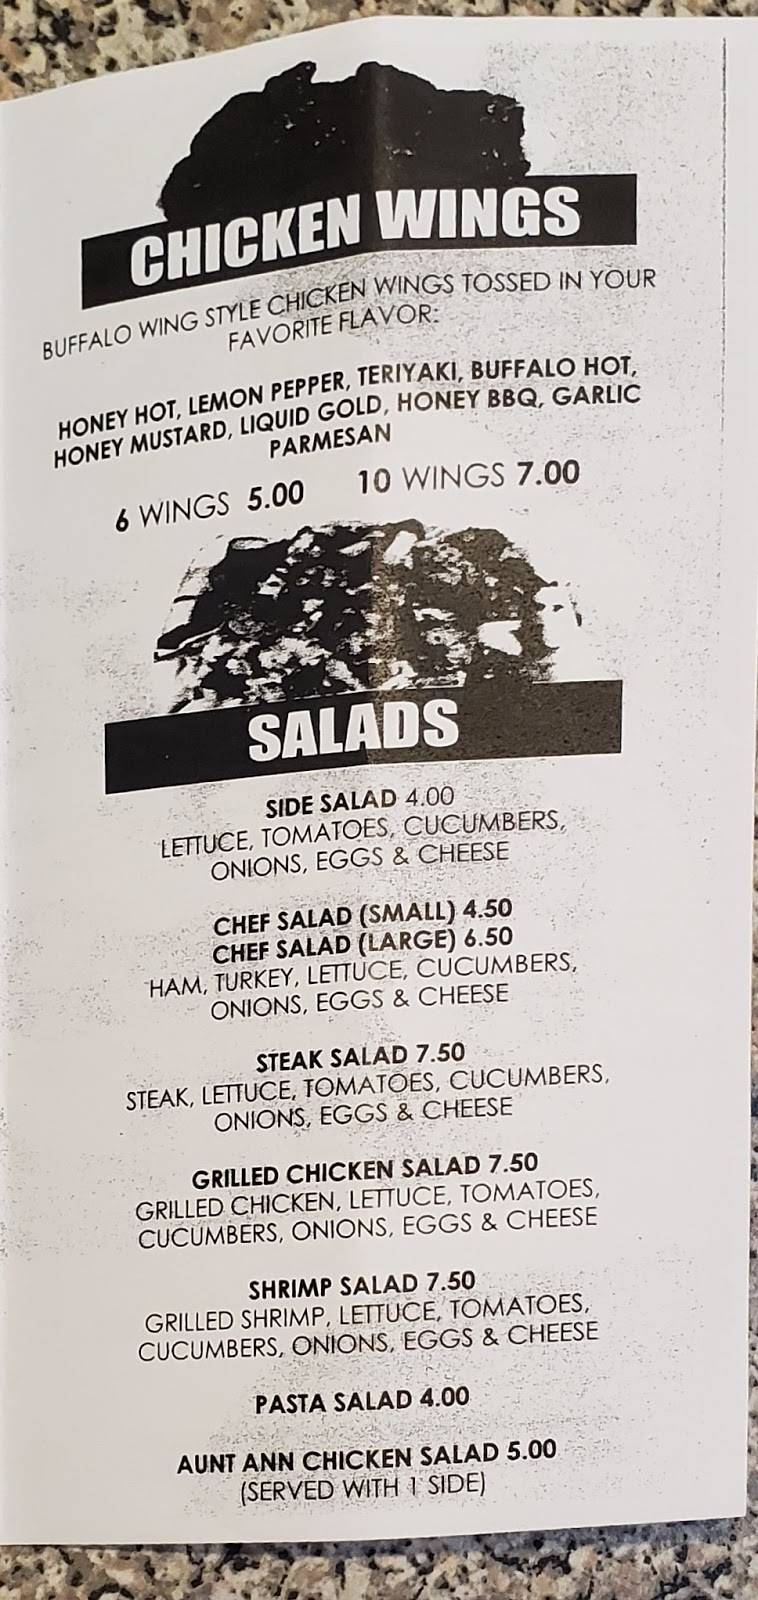 CHICKEN WINGS
BUFFALO WING STYLE CHICKEN WINGS TOSSED IN YOUR
FAVORITE FLAVOR:
HONEY HOT, LEMON PEPPER, TERIYAKI, BUFFALO HOT,
HONEY MUSTARD, LIQUID GOLD, HONEY BBQ, GARLIC
PARMESAN
6 WINGS 5.00 10 WINGS 7.00
SALADS
SIDE SALAD 4.00
LETTUCE, TOMATOES, CUCUMBERS,
ONIONS, EGGS & CHEESE
CHEF SALAD (SMALL) 4.50
CHEF SALAD (LARGE) 6.50
HAM, TURKEY, LETTUCE, CUCUMBERS,
ONIONS, EGGS & CHEESE
STEAK SALAD 7.50
STEAK, LETTUCE, TOMATOES, CUCUMBERS,
ONIONS, EGGS & CHEESE
GRILLED CHICKEN SALAD 7.50
GRILLED CHICKEN, LETTUCE, TOMATOES,
CUCUMBERS, ONIONS, EGGS & CHEESE
SHRIMP SALAD 7.50
GRILLED SHRIMP, LETTUCE, TOMATOES,
CUCUMBERS, ONIONS, EGGS & CHEESE
PASTA SALAD 4.00
AUNT ANN CHICKEN SALAD 5.00
(SERVED WITH 1 SIDE)